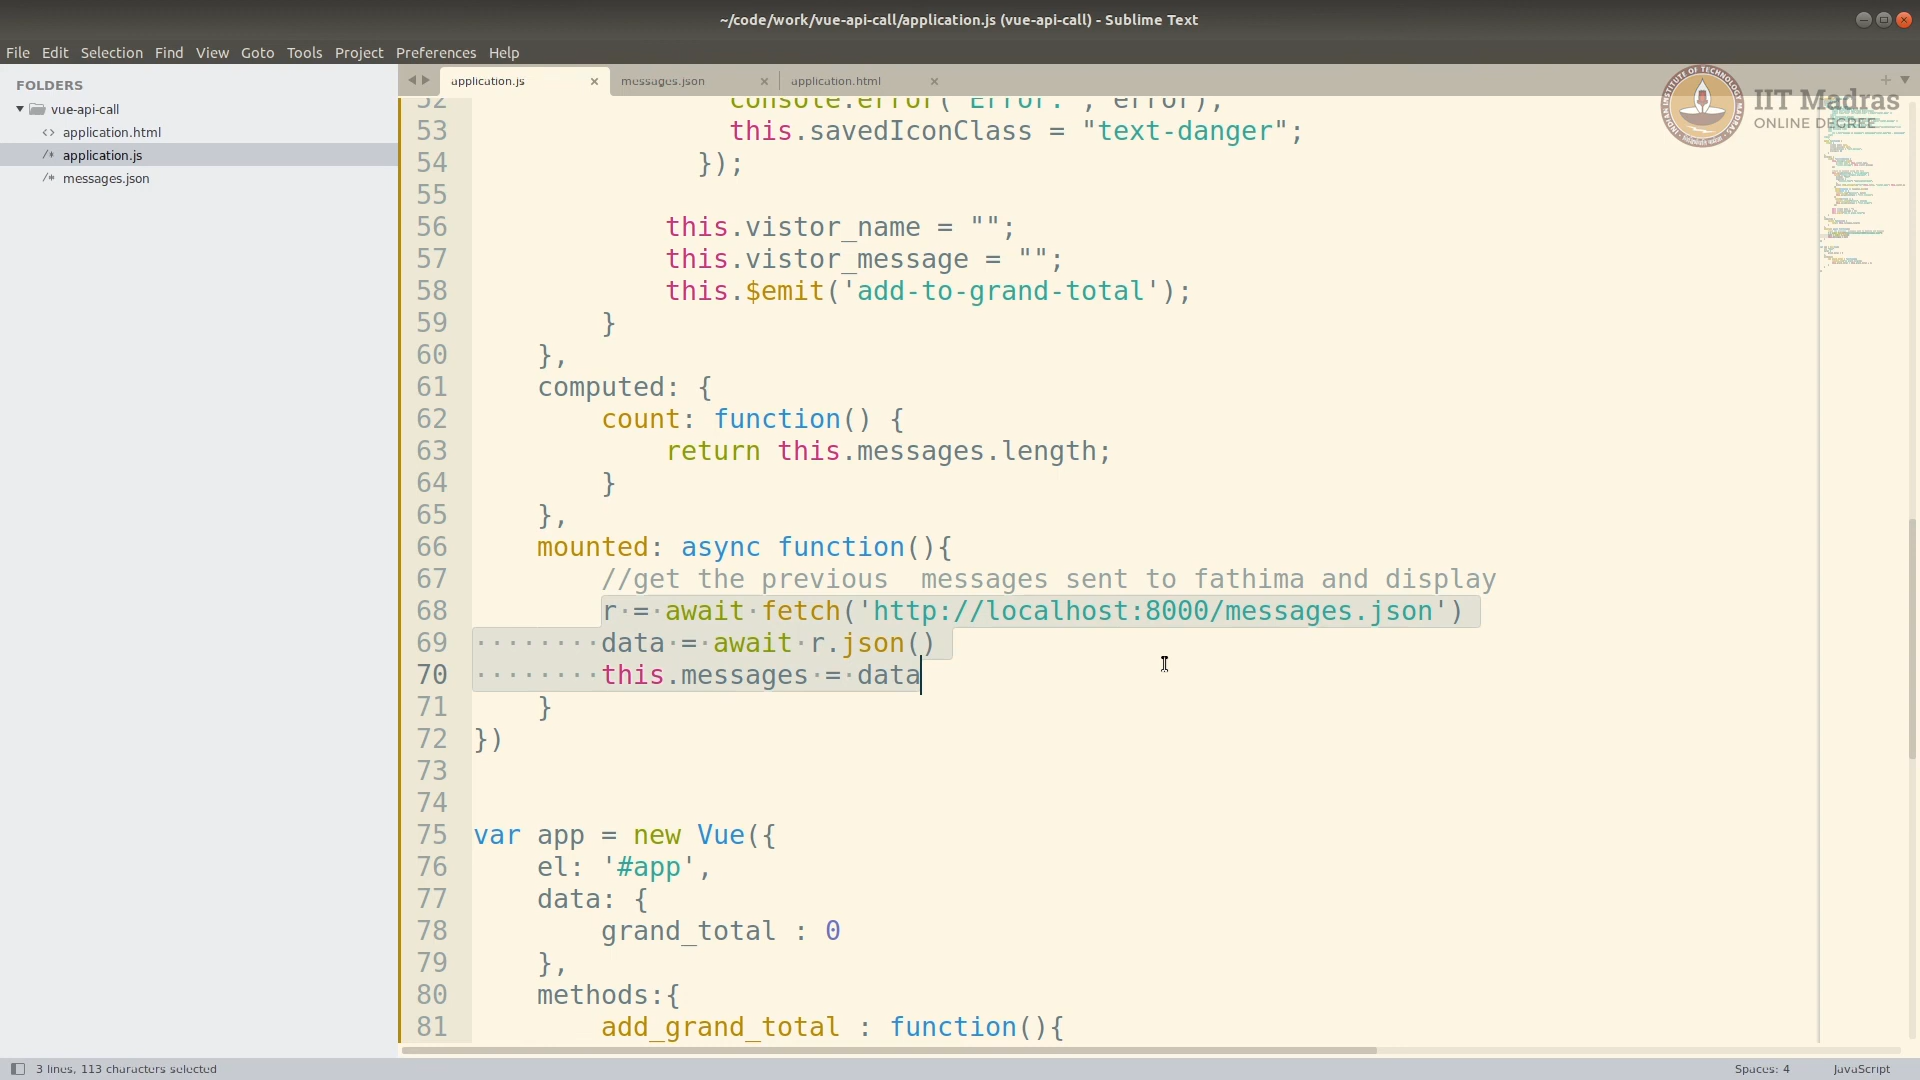 ~/code/work/vue-api-call/application.js (vue-api-call) - Sublime Text
File Edit Selection Find View Goto Tools Project Preferences Help
FOLDERS
vue-api-call
application.html
application.js
messages.json
application.js messages.json application.html
IIT Madras
ONLINE DEGREE
52 console.error('Error:', error);
53 this.savedIconClass = "text-danger";
54 });
55
56 this.vistor_name = "";
57 this.vistor_message = "";
58 this.$emit('add-to-grand-total');
59 }
60 },
61 computed: {
62 count: function() {
63 return this.messages.length;
64 }
65 },
66 mounted: async function(){
67 //get the previous  messages sent to fathima and display
68 r = await fetch('http://localhost:8000/messages.json')
69 data = await r.json()
70 this.messages = data
71 }
72 })
73
74
75 var app = new Vue({
76 el: '#app',
77 data: {
78 grand_total : 0
79 },
80 methods:{
81 add_grand_total : function(){
3 lines, 113 characters selected
Spaces: 4 JavaScript